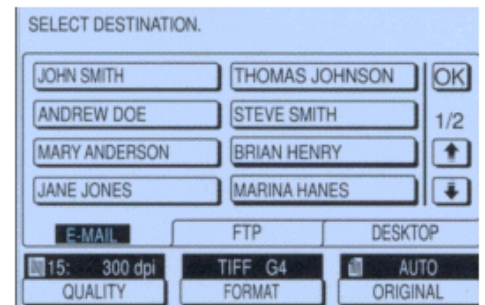 SELECT DESTINATION.
JOHN SMITH THOMAS JOHNSON OK
ANDREW DOE STEVE SMITH 1/2
MARY ANDERSON BRIAN HENRY
JANE JONES MARINA HANES
E-MAIL FTP DESKTOP
15: 300 dpi TIFF G4 AUTO
QUALITY FORMAT ORIGINAL